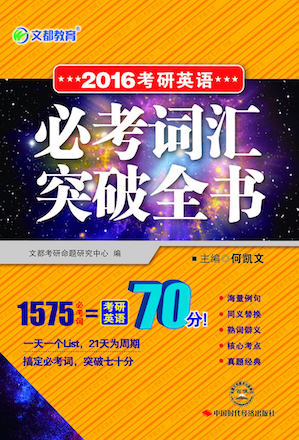 文都教育
***2016考研英语***
必考词汇
突破全书
文都考研命题研究中心 编
■ 主编 何凯文
1575必考词=考研英语70分!
一天一个List，21天为周期
搞定必考词，突破七十分
• 海量例句
• 同义替换
• 熟词僻义
• 核心考点
• 真题经典
中国时代经济出版社